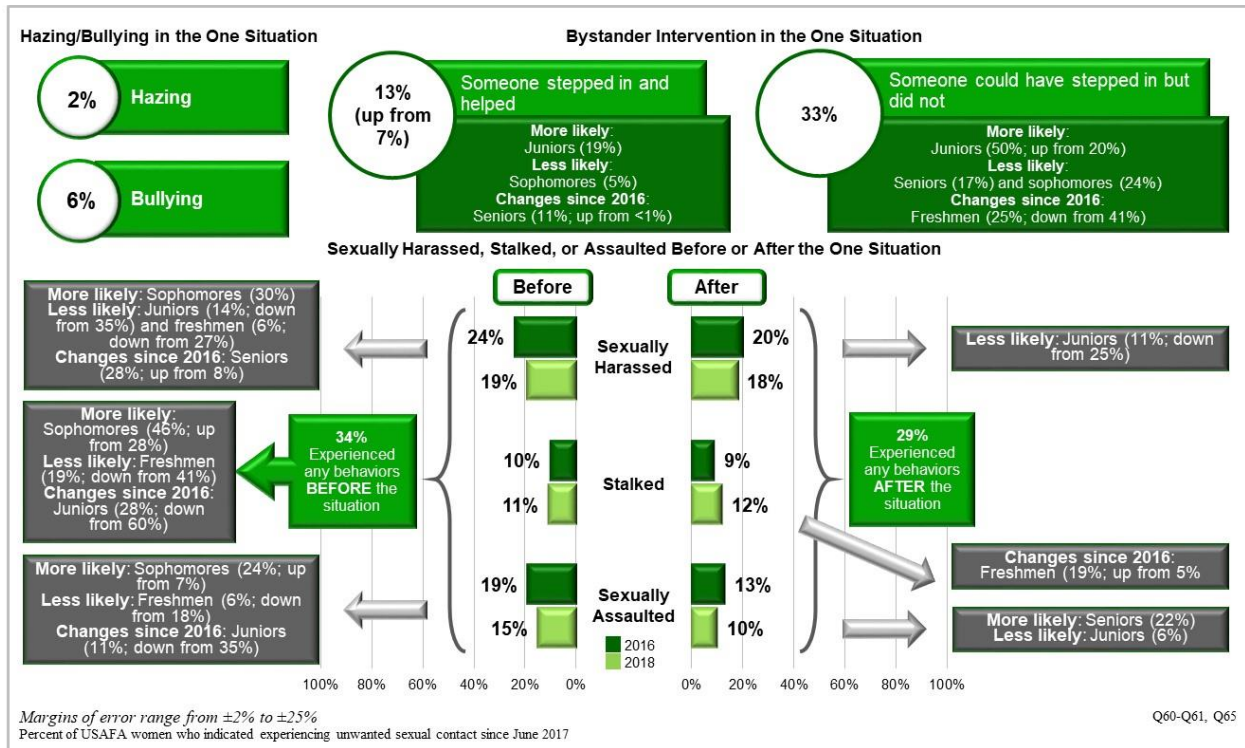 Hazing/Bullying in the One Situation
2%
Hazing
6%
Bullying
Bystander Intervention in the One Situation
13%
(up from
7%)
Someone stepped in and
helped
More likely:
Juniors (19%)
Less likely:
Sophomores (5%)
Changes since 2016:
Seniors (11%; up from <1%)
33%
Someone could have stepped in but
did not
More likely:
Juniors (50%; up from 20%)
Less likely:
Seniors (17%) and sophomores (24%)
Changes since 2016:
Freshmen (25%; down from 41%)
Sexually Harassed, Stalked, or Assaulted Before or After the One Situation
Before
After
More likely: Sophomores (30%)
Less likely: Juniors (14%; down
from 35%) and freshmen (6%;
down from 27%)
Changes since 2016: Seniors
(28%; up from 8%)
24%
19%
Sexually
Harassed
20%
18%
Less likely: Juniors (11%; down
from 25%)
More likely:
Sophomores (46%; up
from 28%)
Less likely: Freshmen
(19%; down from 41%)
Changes since 2016:
Juniors (28%; down
from 60%)
34%
Experienced
any behaviors
BEFORE the
situation
10%
11%
Stalked
9%
12%
29%
Experienced
any behaviors
AFTER the
situation
Changes since 2016:
Freshmen (19%; up from 5%
More likely: Sophomores (24%; up
from 7%)
Less likely: Freshmen (6%; down
from 18%)
Changes since 2016: Juniors
(11%; down from 35%)
19%
15%
Sexually
Assaulted
2016
2018
13%
10%
More likely: Seniors (22%)
Less likely: Juniors (6%)
100% 80% 60% 40% 20% 0%
0% 20% 40% 60% 80% 100%
Margins of error range from ±2% to ±25%
Percent of USAFA women who indicated experiencing unwanted sexual contact since June 2017
Q60-Q61, Q65